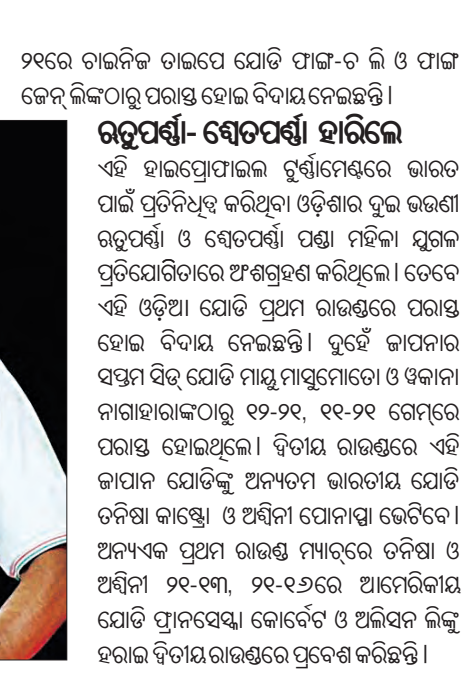 ୨୧ରେ ଚାଇନିଜ ତାଇପେ ଯୋଡି ଫାଙ୍ଗ-ଚ ଲି ଓ ଫାଙ୍ଗ
ଜେନ୍ ଲିଙ୍କଠାରୁ ପରାସ୍ତ ହୋଇ ବିଦାୟ ନେଇଛନ୍ତି ।
ଋତୁପର୍ଣ୍ଣା- ଶ୍ୱେତପର୍ଣ୍ଣା ହାରିଲେ
ଏହି ହାଇପ୍ରୋଫାଇଲ ଟୁର୍ଣ୍ଣାମେଣ୍ଟରେ ଭାରତ
ପାଇଁ ପ୍ରତିନିଧିତ୍ୱ କରିଥିବା ଓଡ଼ିଶାର ଦୁଇ ଭଉଣୀ
ଋତୁପର୍ଣ୍ଣା ଓ ଶ୍ୱେତପର୍ଣ୍ଣା ପଣ୍ଡା ମହିଳା ଯୁଗଳ
ପ୍ରତିଯୋଗିତାରେ ଅଂଶଗ୍ରହଣ କରିଥିଲେ । ତେବେ
ଏହି ଓଡ଼ିଆ ଯୋଡି ପ୍ରଥମ ରାଉଣ୍ଡରେ ପରାସ୍ତ
ହୋଇ ବିଦାୟ ନେଇଛନ୍ତି । ଦୁହେଁ ଜାପାନର
ସପ୍ତମ ସିଡ୍ ଯୋଡି ମାୟୁ ମାସୁମୋତୋ ଓ ୱକାନା
ନାଗାହାରାଙ୍କଠାରୁ ୧୨-୨୧, ୧୧-୨୧ ଗେମ୍‌ରେ
ପରାସ୍ତ ହୋଇଥିଲେ । ଦ୍ୱିତୀୟ ରାଉଣ୍ଡରେ ଏହି
ଜାପାନ ଯୋଡିଙ୍କୁ ଅନ୍ୟତମ ଭାରତୀୟ ଯୋଡି
ତନିଷା କାଷ୍ଟ୍ରୋ ଓ ଅଶ୍ୱିନୀ ପୋନାପ୍ପା ଭେଟିବେ ।
ଅନ୍ୟଏକ ପ୍ରଥମ ରାଉଣ୍ଡ ମ୍ୟାଚ୍‌ରେ ତନିଷା ଓ
ଅଶ୍ୱିନୀ ୨୧-୧୩, ୨୧-୧୬ରେ ଆମେରିକୀୟ
ଯୋଡି ଫ୍ରାନସେସ୍କା କୋର୍ବେଟ ଓ ଅଲିସନ ଲିଙ୍କୁ
ହରାଇ ଦ୍ୱିତୀୟ ରାଉଣ୍ଡରେ ପ୍ରବେଶ କରିଛନ୍ତି ।